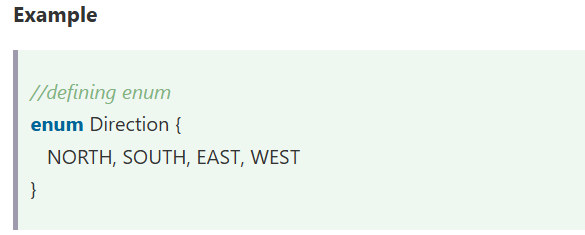 Example
//defining enum
enum Direction {
NORTH, SOUTH, EAST, WEST
}